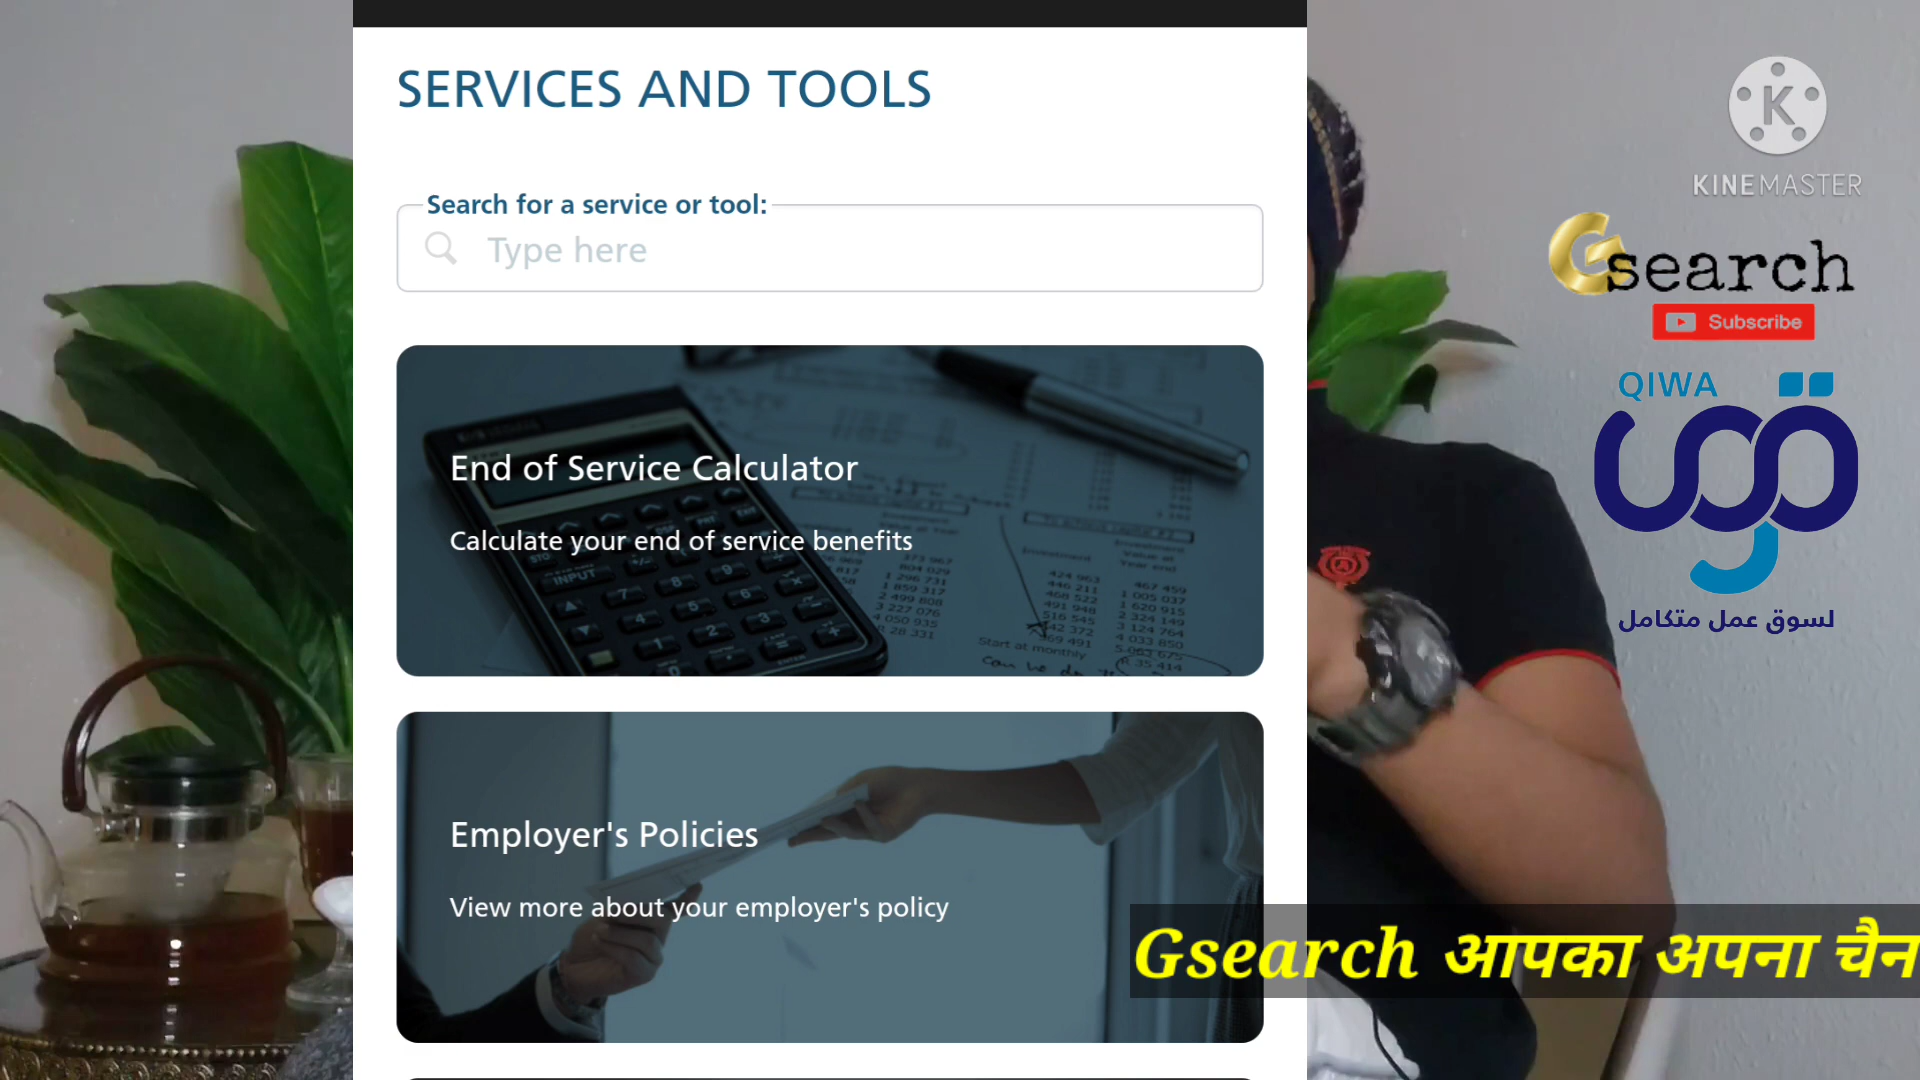 SERVICES AND TOOLS
Search for a service or tool:
Type here
End of Service Calculator
Calculate your end of service benefits
Employer's Policies
View more about your employer's policy
KINEMASTER
Gsearch
Subscribe
QIWA
قوى
لسوق عمل متكامل
Gsearch आपका अपना चैन